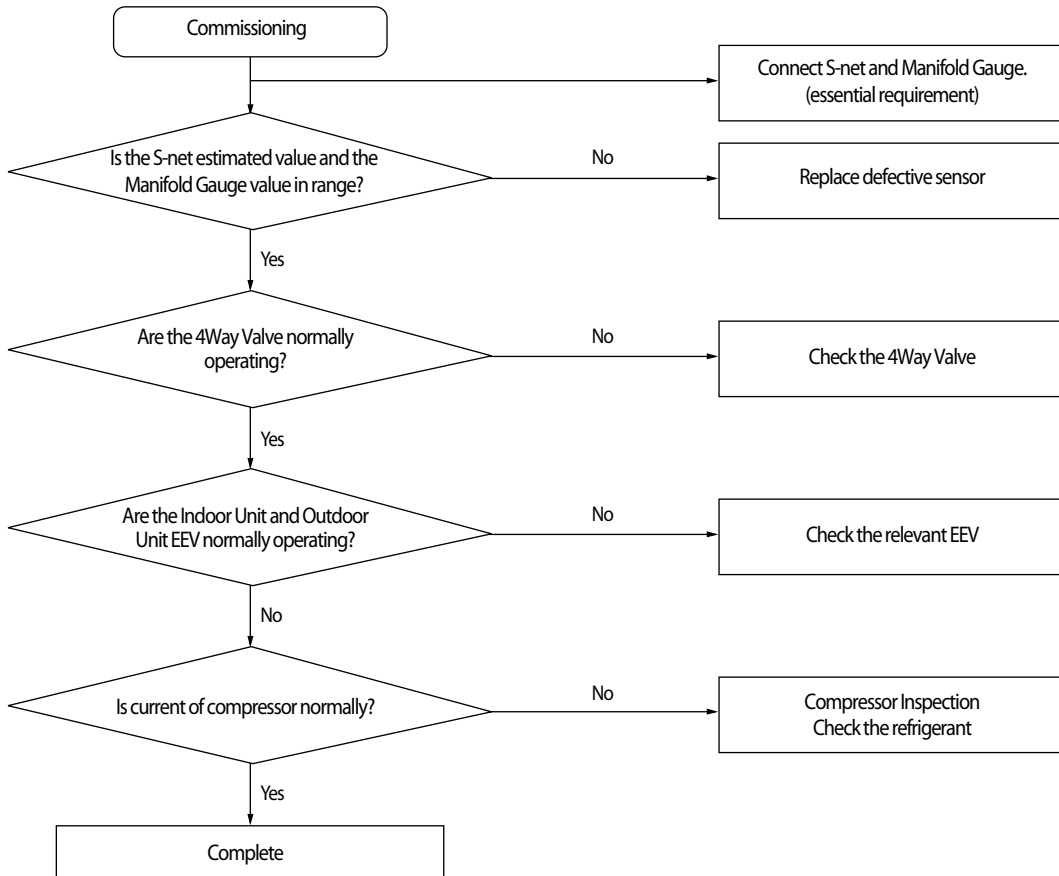 Commissioning
Connect S-net and Manifold Gauge.
(essential requirement)
Is the S-net estimated value and the
Manifold Gauge value in range?
No
Replace defective sensor
Yes
Are the 4Way Valve normally
operating?
No
Check the 4Way Valve
Yes
Are the Indoor Unit and Outdoor
Unit EEV normally operating?
No
Check the relevant EEV
No
Is current of compressor normally?
No
Compressor Inspection
Check the refrigerant
Yes
Complete